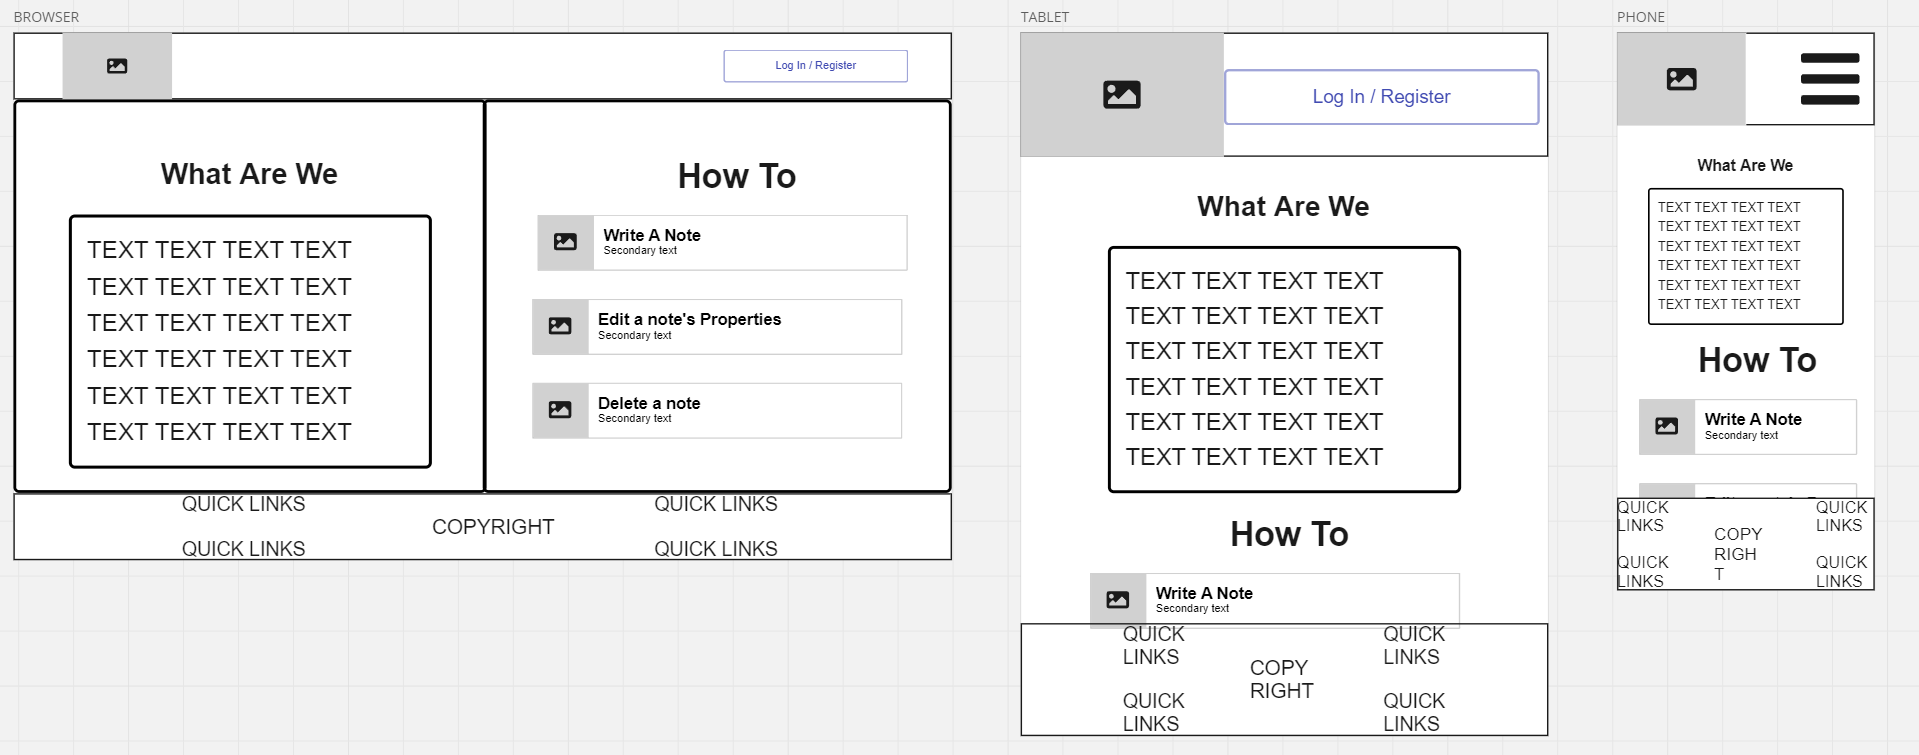 BROWSER
Log In / Register
What Are We
TEXT TEXT TEXT TEXT
TEXT TEXT TEXT TEXT
TEXT TEXT TEXT TEXT
TEXT TEXT TEXT TEXT
TEXT TEXT TEXT TEXT
TEXT TEXT TEXT TEXT
How To
Write A Note
Secondary text
Edit a note's Properties
Secondary text
Delete a note
Secondary text
QUICK LINKS
QUICK LINKS
COPYRIGHT
QUICK LINKS
QUICK LINKS
TABLET
Log In / Register
What Are We
TEXT TEXT TEXT TEXT
TEXT TEXT TEXT TEXT
TEXT TEXT TEXT TEXT
TEXT TEXT TEXT TEXT
TEXT TEXT TEXT TEXT
TEXT TEXT TEXT TEXT
How To
Write A Note
Secondary text
QUICK
LINKS
QUICK
LINKS
COPY
RIGHT
QUICK
LINKS
QUICK
LINKS
PHONE
What Are We
TEXT TEXT TEXT TEXT
TEXT TEXT TEXT TEXT
TEXT TEXT TEXT TEXT
TEXT TEXT TEXT TEXT
TEXT TEXT TEXT TEXT
TEXT TEXT TEXT TEXT
How To
Write A Note
Secondary text
QUICK
LINKS
QUICK
LINKS
COPY
RIGH
T
QUICK
LINKS
QUICK
LINKS